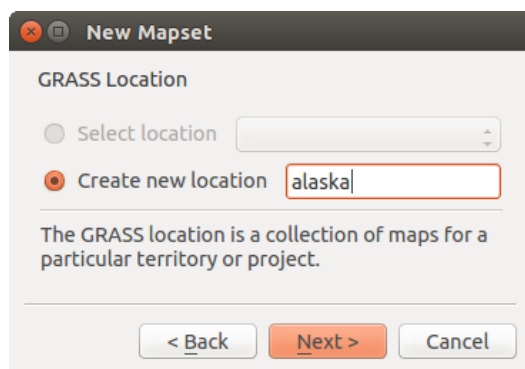 New Mapset
GRASS Location
Select location
Create new location alaska
The GRASS location is a collection of maps for a
particular territory or project.
< Back Next > Cancel